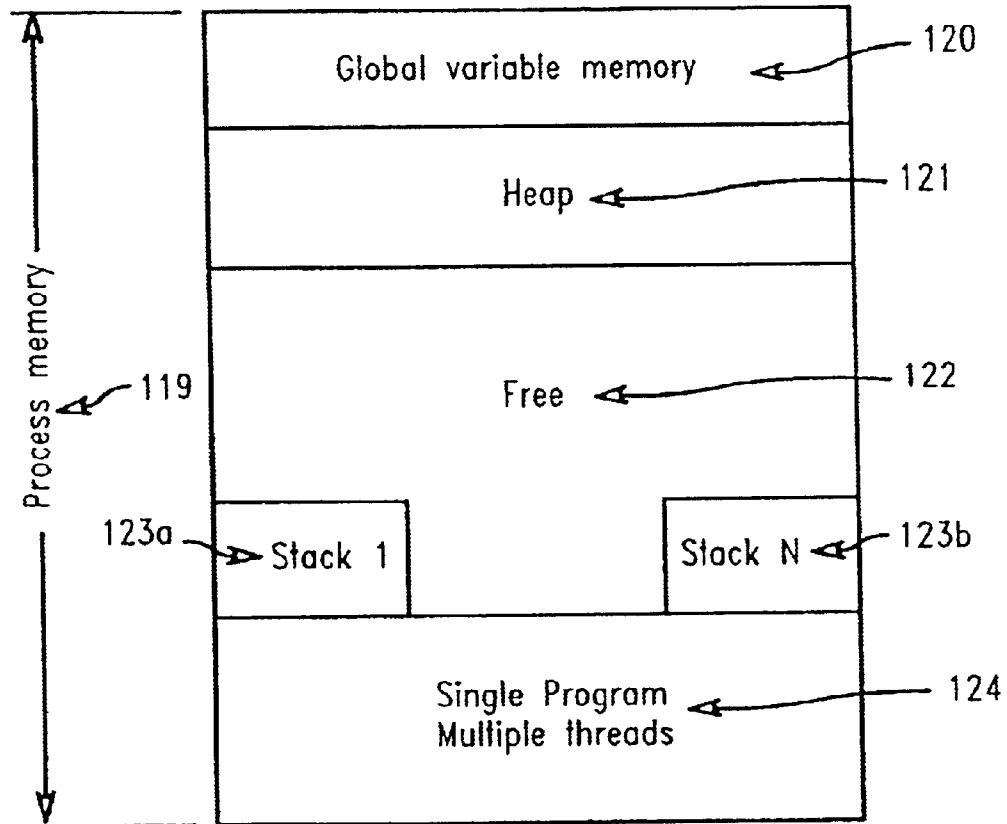 Global variable memory
120
Heap
121
Process memory
119
Free
122
123a
Stack 1
Stack N
123b
Single Program
Multiple threads
124